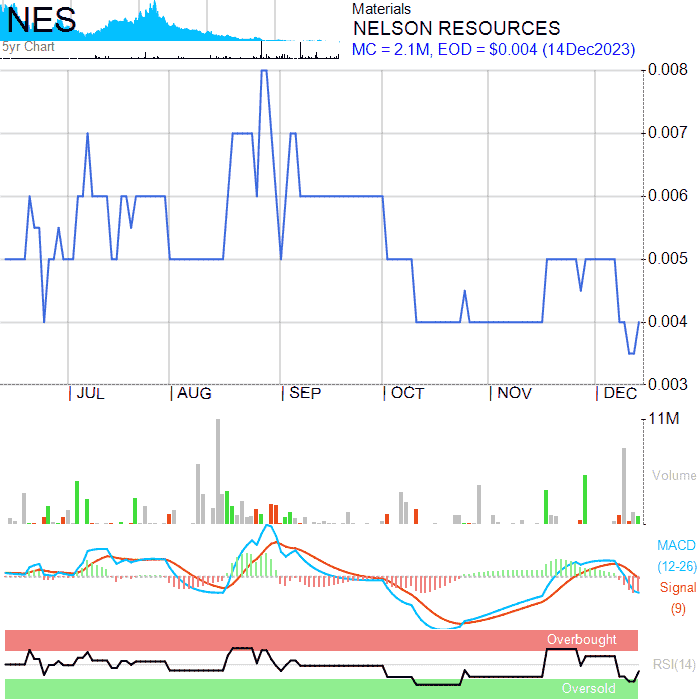 NES
5yr Chart
Materials
NELSON RESOURCES
MC = 2.1M, EOD = $0.004 (14Dec2023)
0.008
0.007
0.006
0.005
0.004
0.003
JUL AUG SEP OCT NOV DEC
11M
Volume
MACD
(12-26)
Signal
(9)
Overbought
RSI(14)
Oversold